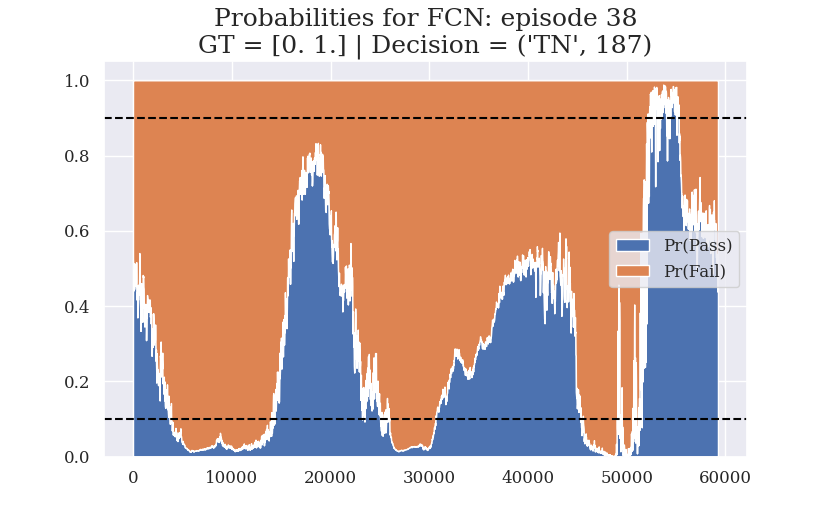 Probabilities for FCN: episode 38
GT = [0. 1.] | Decision = ('TN', 187)
1.0
0.8
0.6
0.4
0.2
0.0
Pr(Pass)
Pr(Fail)
0 10000 20000 30000 40000 50000 60000